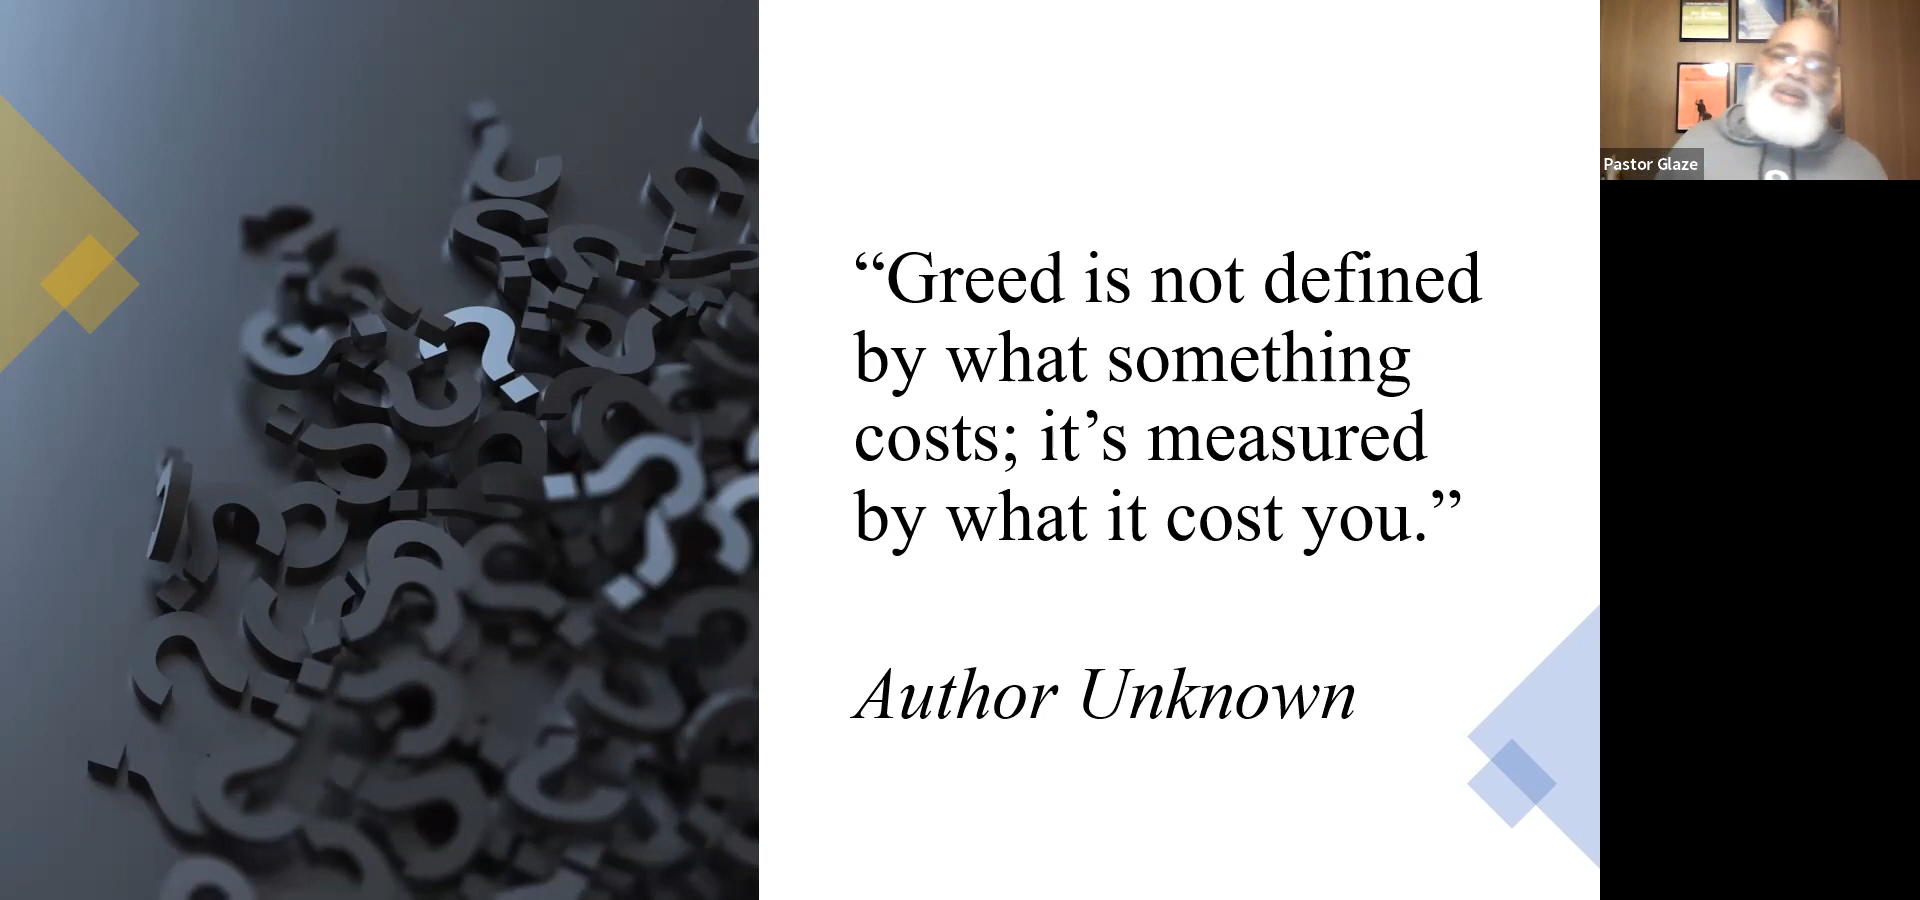 “Greed is not defined
by what something
costs; it’s measured
by what it cost you.”
Author Unknown
Pastor Glaze